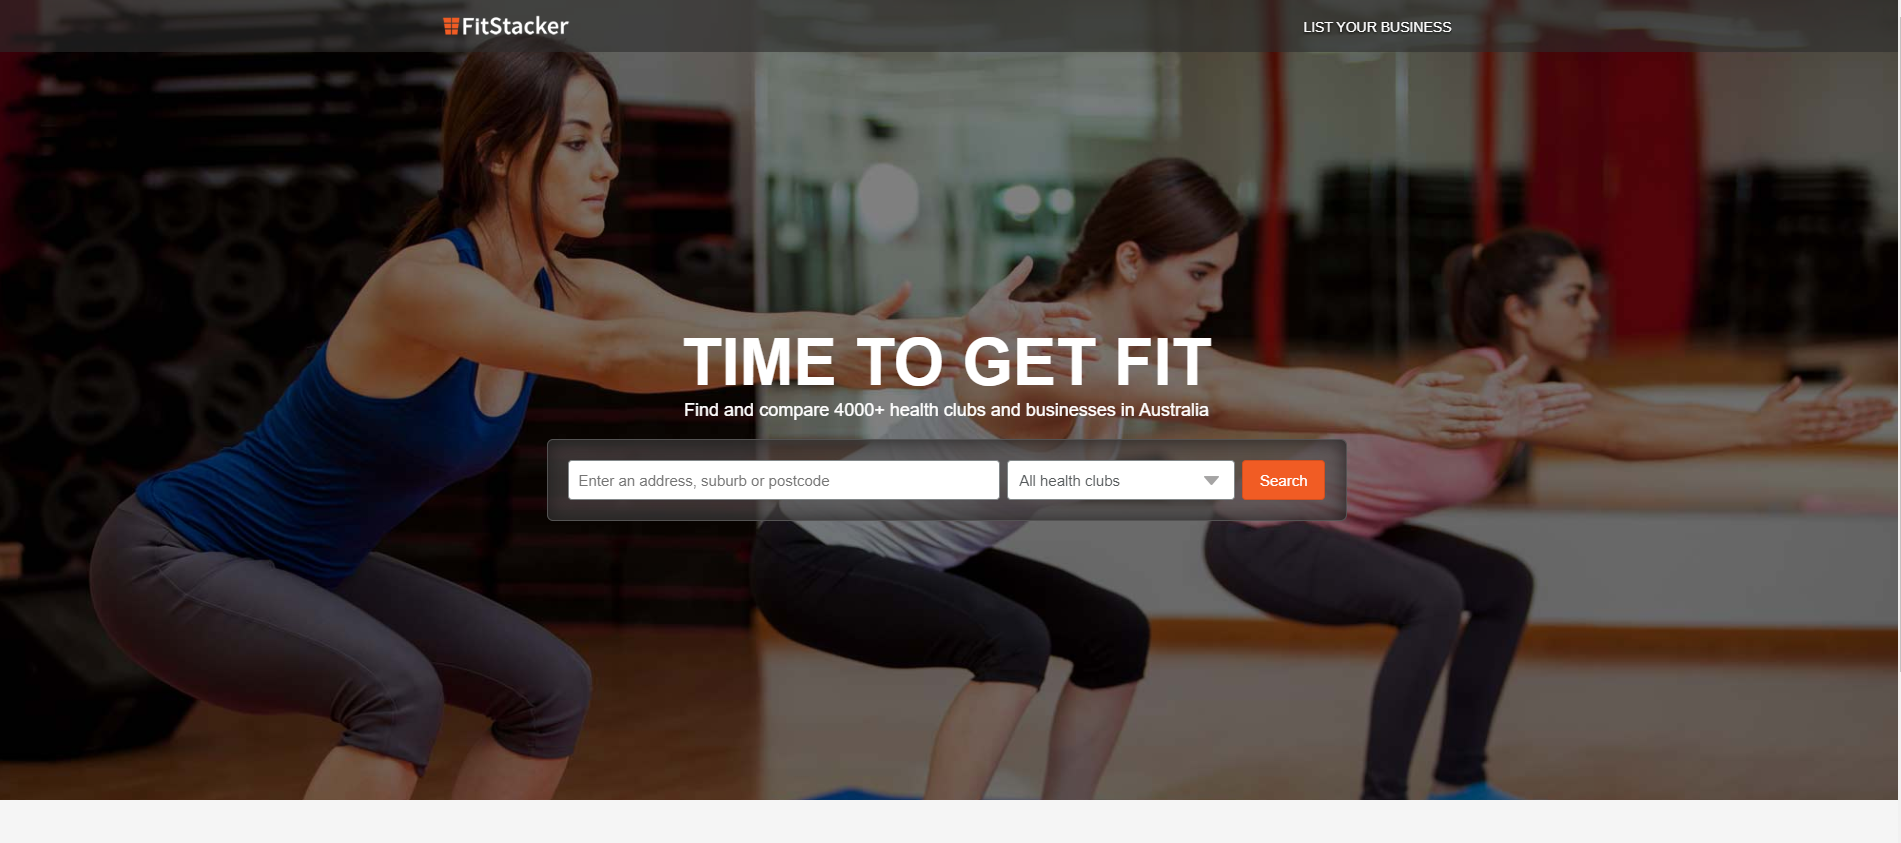 FitStacker
LIST YOUR BUSINESS
TIME TO GET FIT
Find and compare 4000+ health clubs and businesses in Australia
Enter an address, suburb or postcode
All health clubs
Search